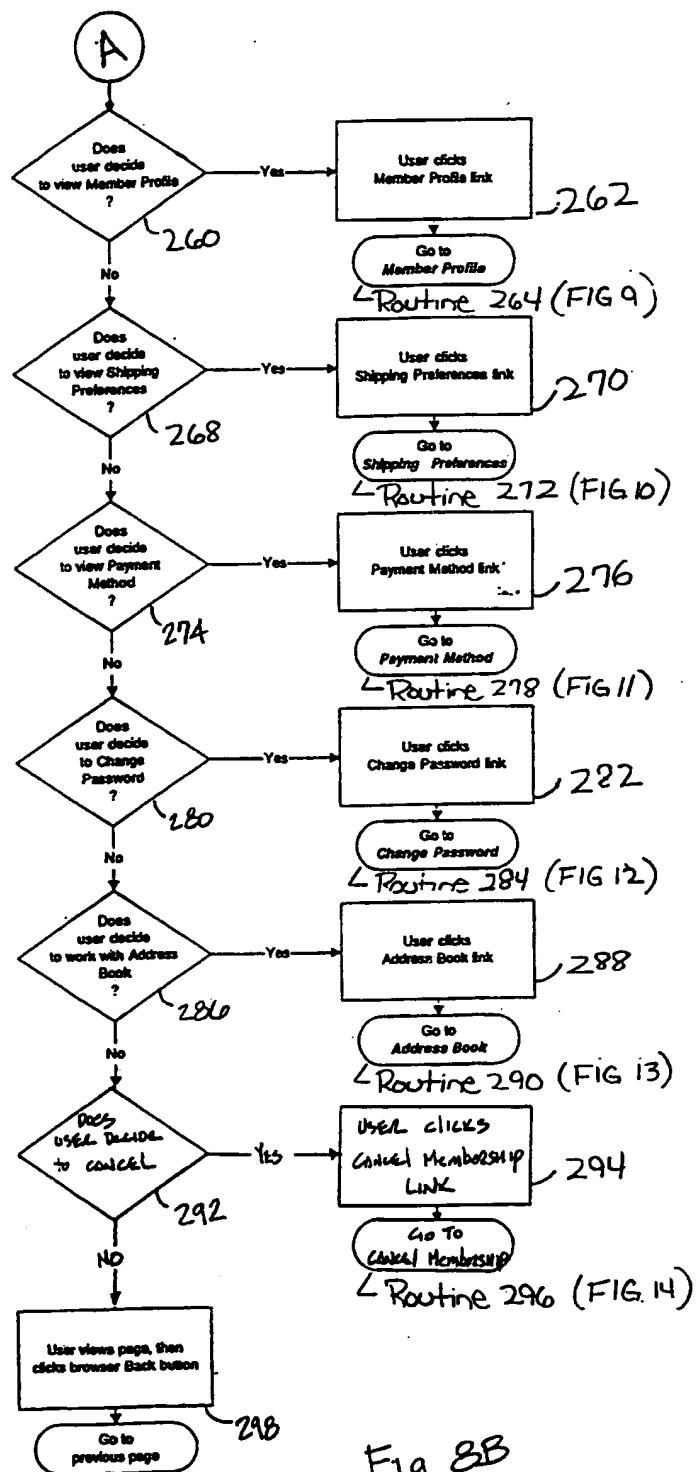 A
Does
user decide
to view Member Profile
?
260
Yes
User clicks
Member Profile link
262
Go to
Member Profile
Routine 264 (FIG 9)
No
Does
user decide
to view Shipping
Preferences
?
268
Yes
User clicks
Shipping Preferences link
270
Go to
Shipping Preferences
Routine 272 (FIG. 10)
No
Does
user decide
to view Payment
Method
?
274
Yes
User clicks
Payment Method link
276
Go to
Payment Method
Routine 278 (FIG 11)
No
Does
user decide
to Change
Password
?
280
Yes
User clicks
Change Password link
282
Go to
Change Password
Routine 284 (FIG 12)
No
Does
user decide
to work with Address
Book
?
286
Yes
User clicks
Address Book link
288
Go to
Address Book
Routine 290 (FIG 13)
No
DOES
USER DECIDE
to CANCEL
292
YES
USER clicks
CANCEL MEMBERSHIP
LINK
294
GO TO
CANCEL MEMBERSHIP
Routine 296 (FIG. 14)
NO
User views page, then
clicks browser Back button
298
Go to
previous page
Fig 8B